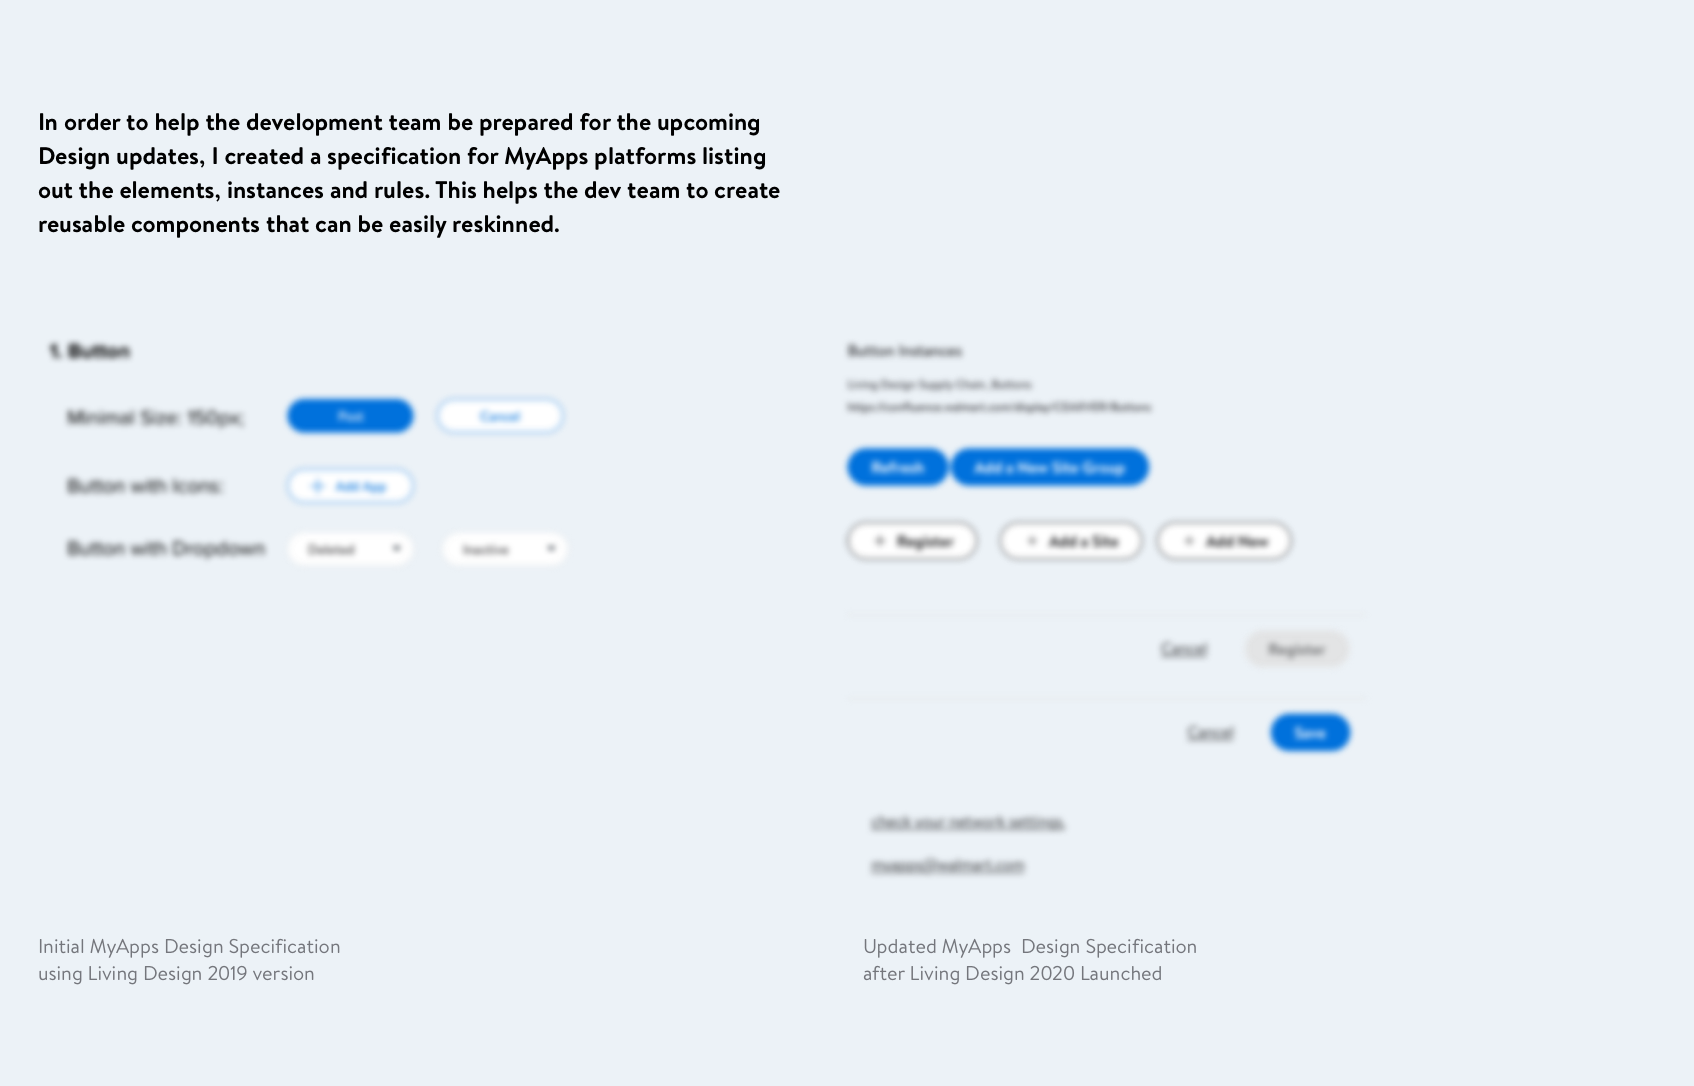 In order to help the development team be prepared for the upcoming
Design updates, I created a specification for MyApps platforms listing
out the elements, instances and rules. This helps the dev team to create
reusable components that can be easily reskinned.
1. Button
Minimal Size: 150px;
Post
Cancel
Button with Icons:
+ Add App
Button with Dropdown
Deleted
Inactive
Button Instances
Living Design Supply Chain, Buttons
Refresh
Add a New Site Group
+ Register
+ Add a Site
+ Add New
Cancel
Register
Cancel
Save
check your network settings.
myapps@walmart.com
Initial MyApps Design Specification
using Living Design 2019 version
Updated MyApps  Design Specification
after Living Design 2020 Launched